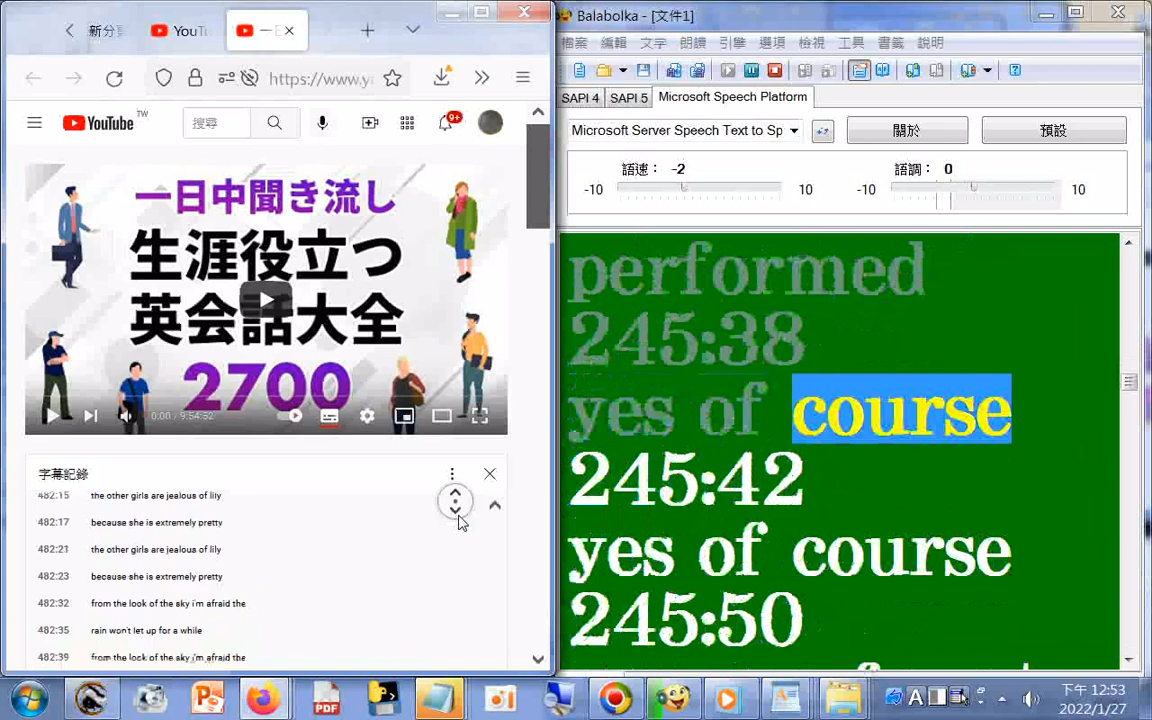 新分
YouTu
一日
https://www.y
YouTube TW
搜尋
9+
一日中聞き流し
生涯役立つ
英会話大全
2700
0:00 / 9:54:32
字幕記錄
482:15 the other girls are jealous of lily
482:17 because she is extremely pretty
482:21 the other girls are jealous of lily
482:23 because she is extremely pretty
482:32 from the look of the sky i'm afraid the
482:35 rain won't let up for a while
482:39 from the look of the sky i'm afraid the
Balabolka - [文件1]
檔案 編輯 文字 朗讀 引擎 選項 檢視 工具 書籤 說明
SAPI 4 SAPI 5 Microsoft Speech Platform
Microsoft Server Speech Text to Sp 關於 預設
語速： -2 語調： 0
-10 10 -10 10
performed
245:38
yes of course
245:42
yes of course
245:50
PDF
A
下午 12:53
2022/1/27